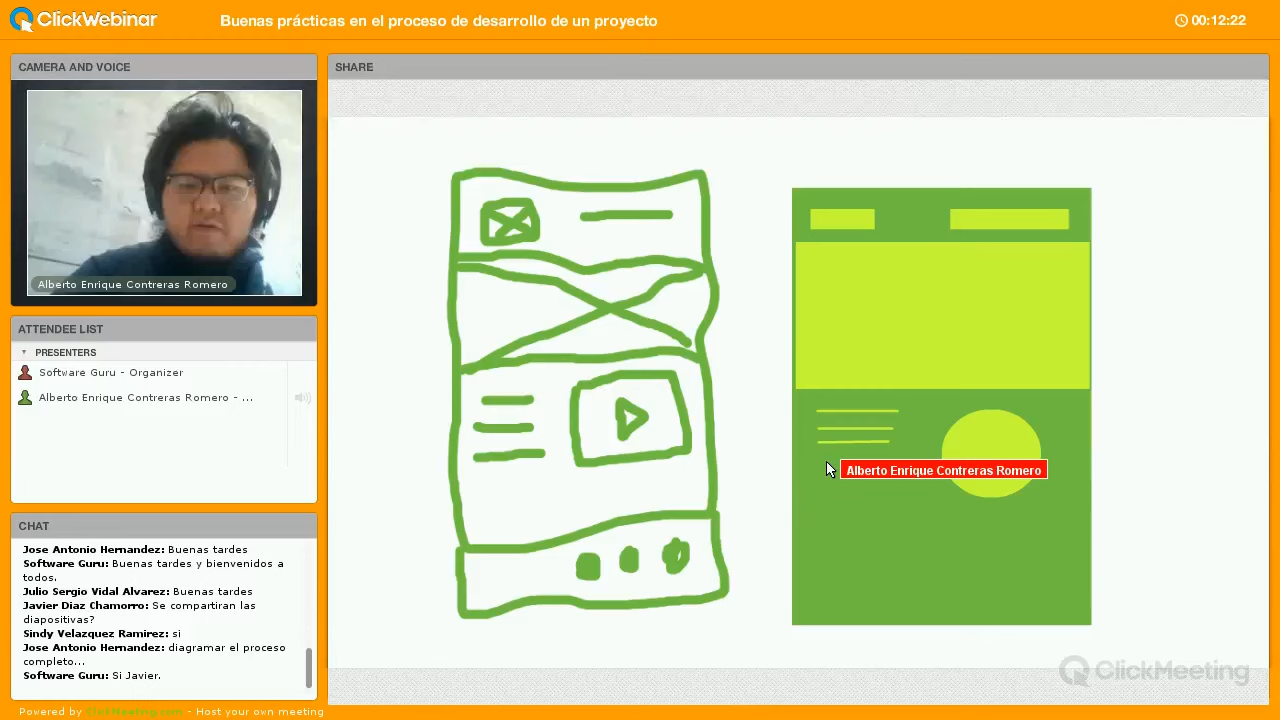 ClickWebinar
Buenas prácticas en el proceso de desarrollo de un proyecto
00:12:22
CAMERA AND VOICE
Alberto Enrique Contreras Romero
ATTENDEE LIST
PRESENTERS
Software Guru - Organizer
Alberto Enrique Contreras Romero - ...
CHAT
Jose Antonio Hernandez: Buenas tardes
Software Guru: Buenas tardes y bienvenidos a
todos.
Julio Sergio Vidal Alvarez: Buenas tardes
Javier Diaz Chamorro: Se compartiran las
diapositivas?
Sindy Velazquez Ramirez: si
Jose Antonio Hernandez: diagramar el proceso
completo...
Software Guru: Si Javier.
Powered by ClickMeeting.com - Host your own meeting
SHARE
Alberto Enrique Contreras Romero
ClickMeeting